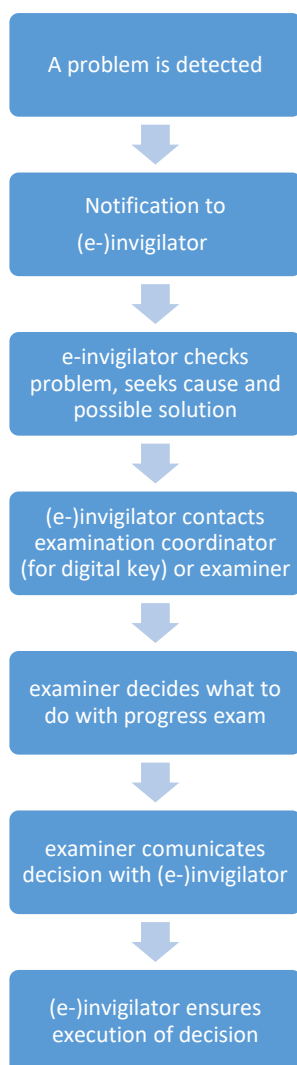 A problem is detected
Notification to
(e-)invigilator
e-invigilator checks
problem, seeks cause and
possible solution
(e-)invigilator contacts
examination coordinator
(for digital key) or examiner
examiner decides what to
do with progress exam
examiner comunicates
decision with (e-)invigilator
(e-)invigilator ensures
execution of decision